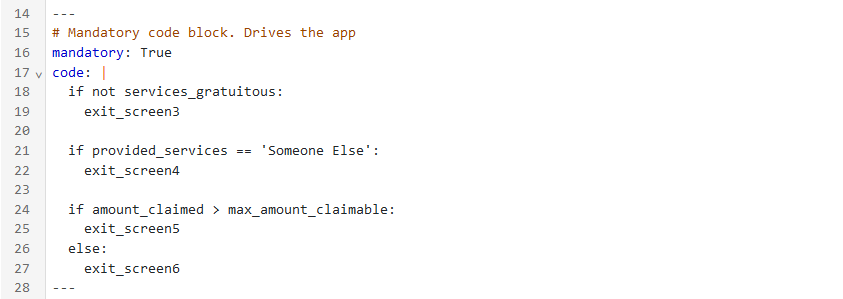 14 ---
15 # Mandatory code block. Drives the app
16 mandatory: True
17 code: |
18   if not services_gratuitous:
19     exit_screen3
20
21   if provided_services == 'Someone Else':
22     exit_screen4
23
24   if amount_claimed > max_amount_claimable:
25     exit_screen5
26   else:
27     exit_screen6
28 ---